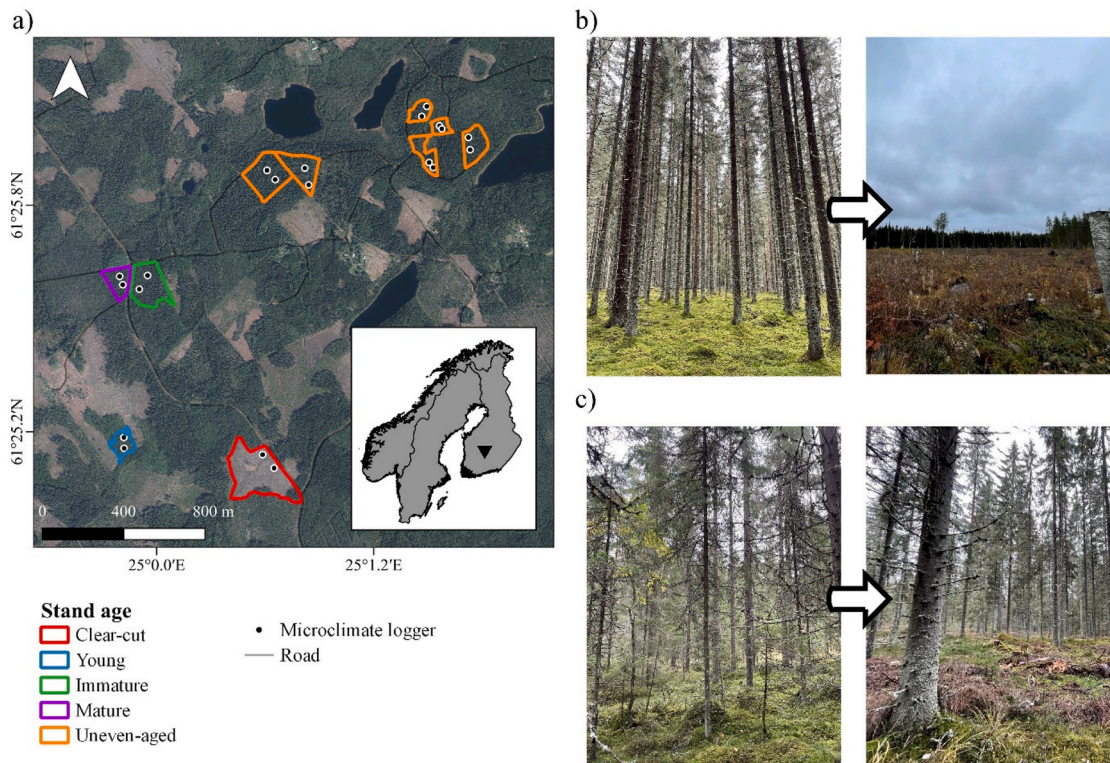 a)
b)
61°25.8'N
61°25.2'N
0 400 800 m
25°0.0'E 25°1.2'E
c)
Stand age
Clear-cut
Young
Immature
Mature
Uneven-aged
Microclimate logger
Road